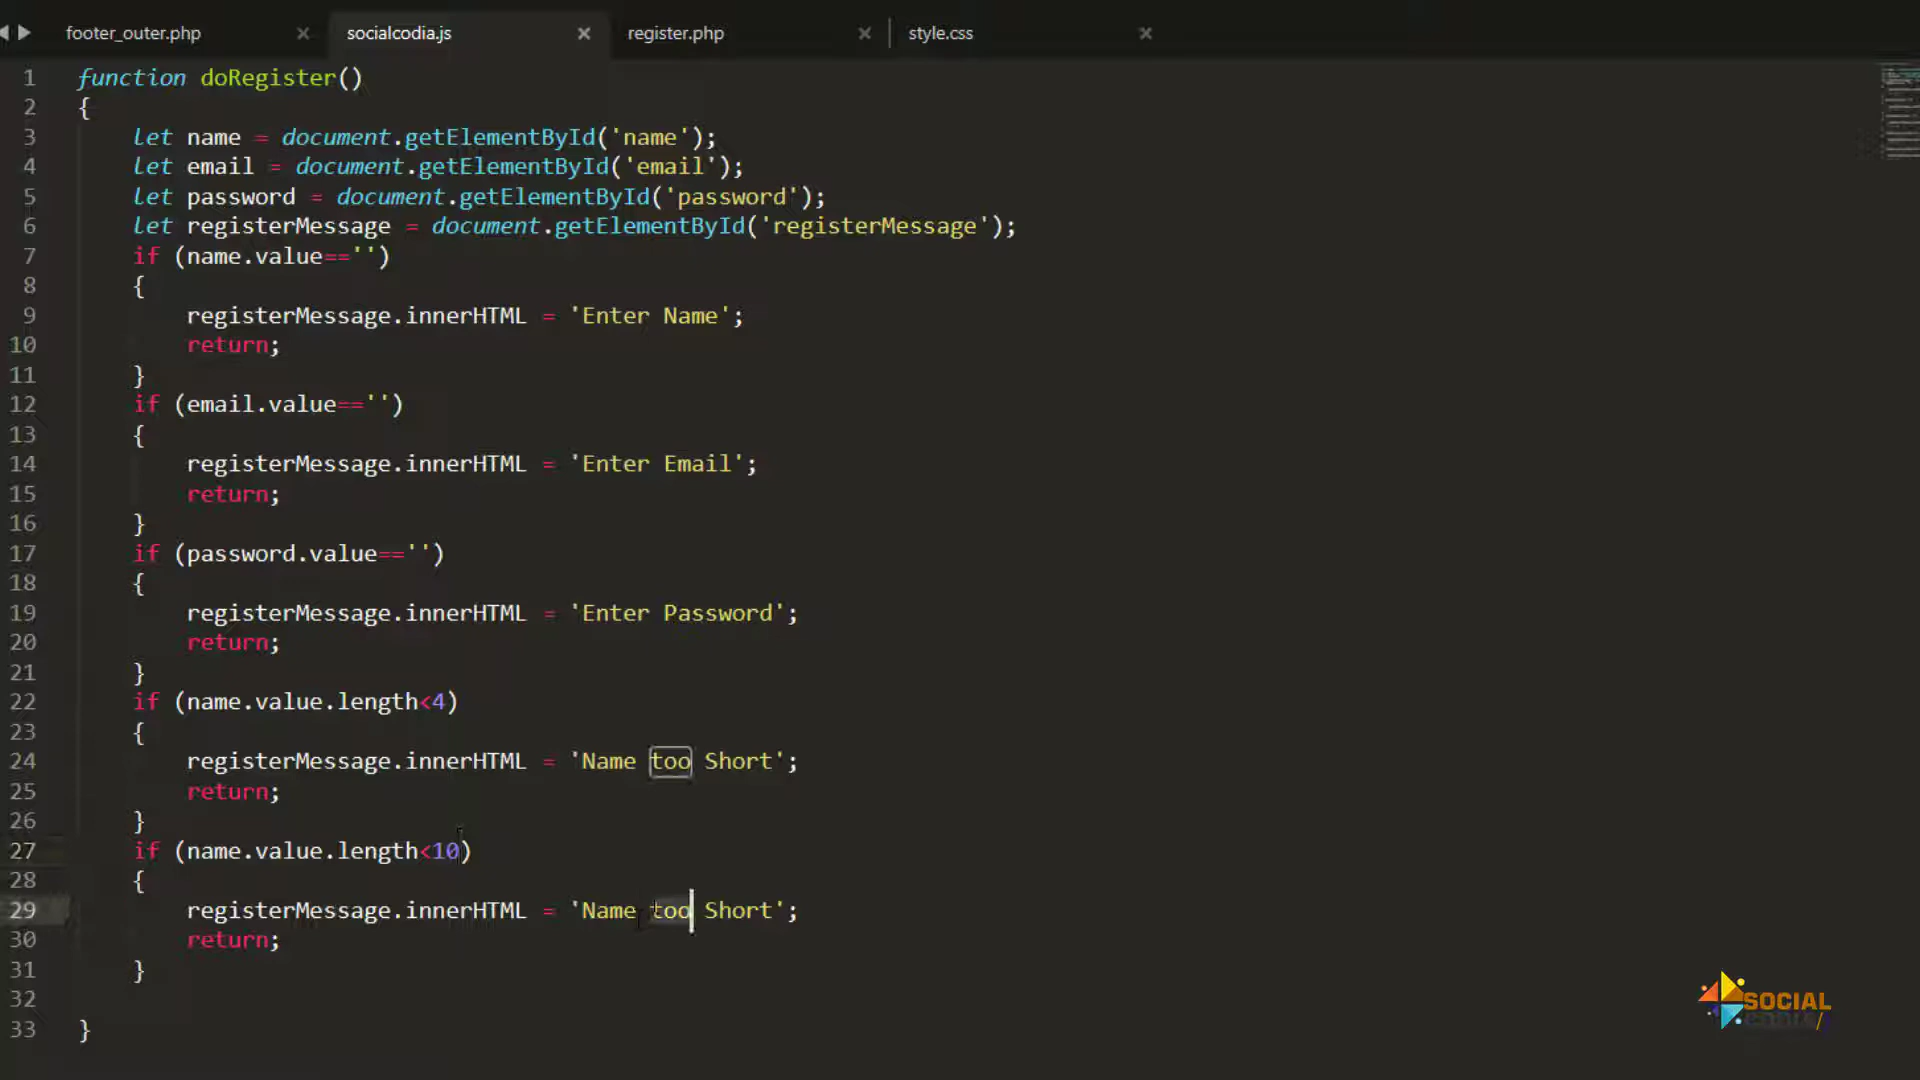 footer_outer.php × socialcodia.js × register.php × style.css ×
1 function doRegister()
2 {
3 let name = document.getElementById('name');
4 let email = document.getElementById('email');
5 let password = document.getElementById('password');
6 let registerMessage = document.getElementById('registerMessage');
7 if (name.value=='')
8 {
9 registerMessage.innerHTML = 'Enter Name';
10 return;
11 }
12 if (email.value=='')
13 {
14 registerMessage.innerHTML = 'Enter Email';
15 return;
16 }
17 if (password.value=='')
18 {
19 registerMessage.innerHTML = 'Enter Password';
20 return;
21 }
22 if (name.value.length<4)
23 {
24 registerMessage.innerHTML = 'Name too Short';
25 return;
26 }
27 if (name.value.length<10)
28 {
29 registerMessage.innerHTML = 'Name too Short';
30 return;
31 }
32
33 }
SOCIAL